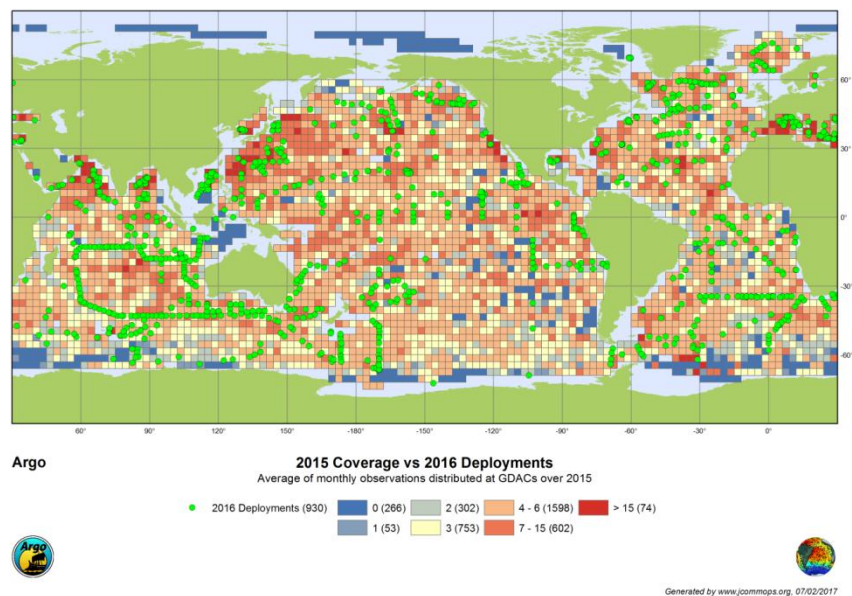 60°
30°
0°
-30°
-60°
60°
90°
120°
150°
-180°
-150°
-120°
-90°
-60°
-30°
0°
Argo
2015 Coverage vs 2016 Deployments
Average of monthly observations distributed at GDACs over 2015
2016 Deployments (930)
0 (266)
2 (302)
4 - 6 (1598)
> 15 (74)
1 (53)
3 (753)
7 - 15 (602)
Argo
Generated by www.jcommops.org, 07/02/2017